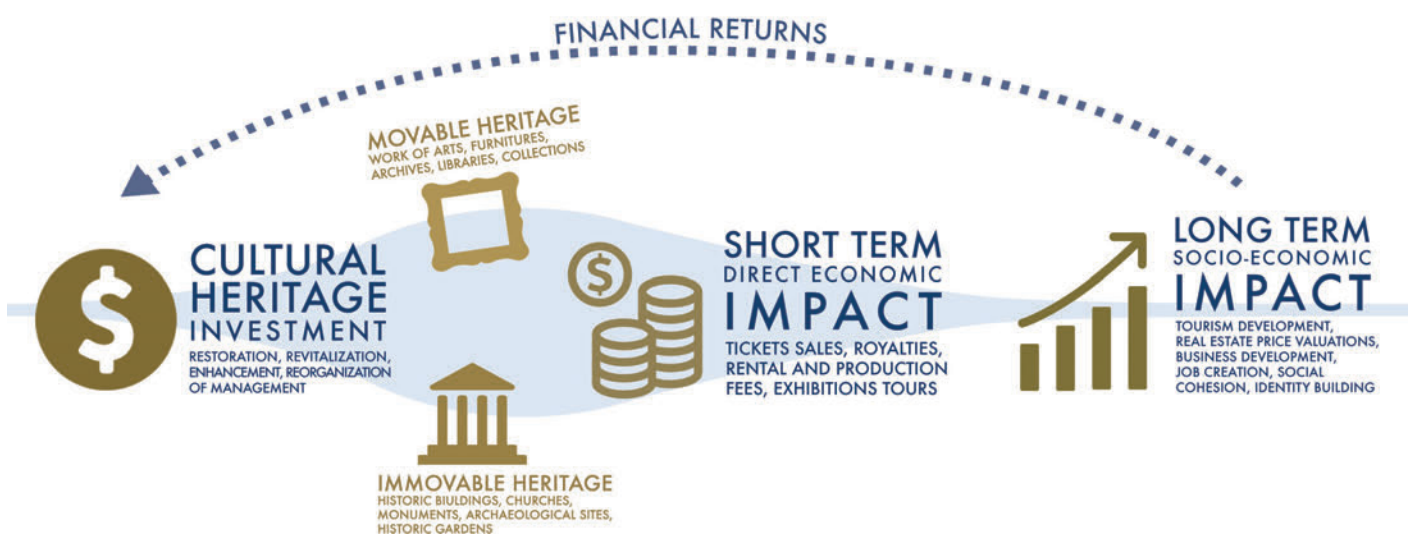 FINANCIAL RETURNS
MOVABLE HERITAGE
WORK OF ARTS, FURNITURES,
ARCHIVES, LIBRARIES, COLLECTIONS
CULTURAL
HERITAGE
INVESTMENT
RESTORATION, REVITALIZATION,
ENHANCEMENT, REORGANIZATION
OF MANAGEMENT
IMMOVABLE HERITAGE
HISTORIC BIULDINGS, CHURCHES,
MONUMENTS, ARCHAEOLOGICAL SITES,
HISTORIC GARDENS
SHORT TERM
DIRECT ECONOMIC
IMPACT
TICKETS SALES, ROYALTIES,
RENTAL AND PRODUCTION
FEES, EXHIBITIONS TOURS
LONG TERM
SOCIO-ECONOMIC
IMPACT
TOURISM DEVELOPMENT,
REAL ESTATE PRICE VALUATIONS,
BUSINESS DEVELOPMENT,
JOB CREATION, SOCIAL
COHESION, IDENTITY BUILDING